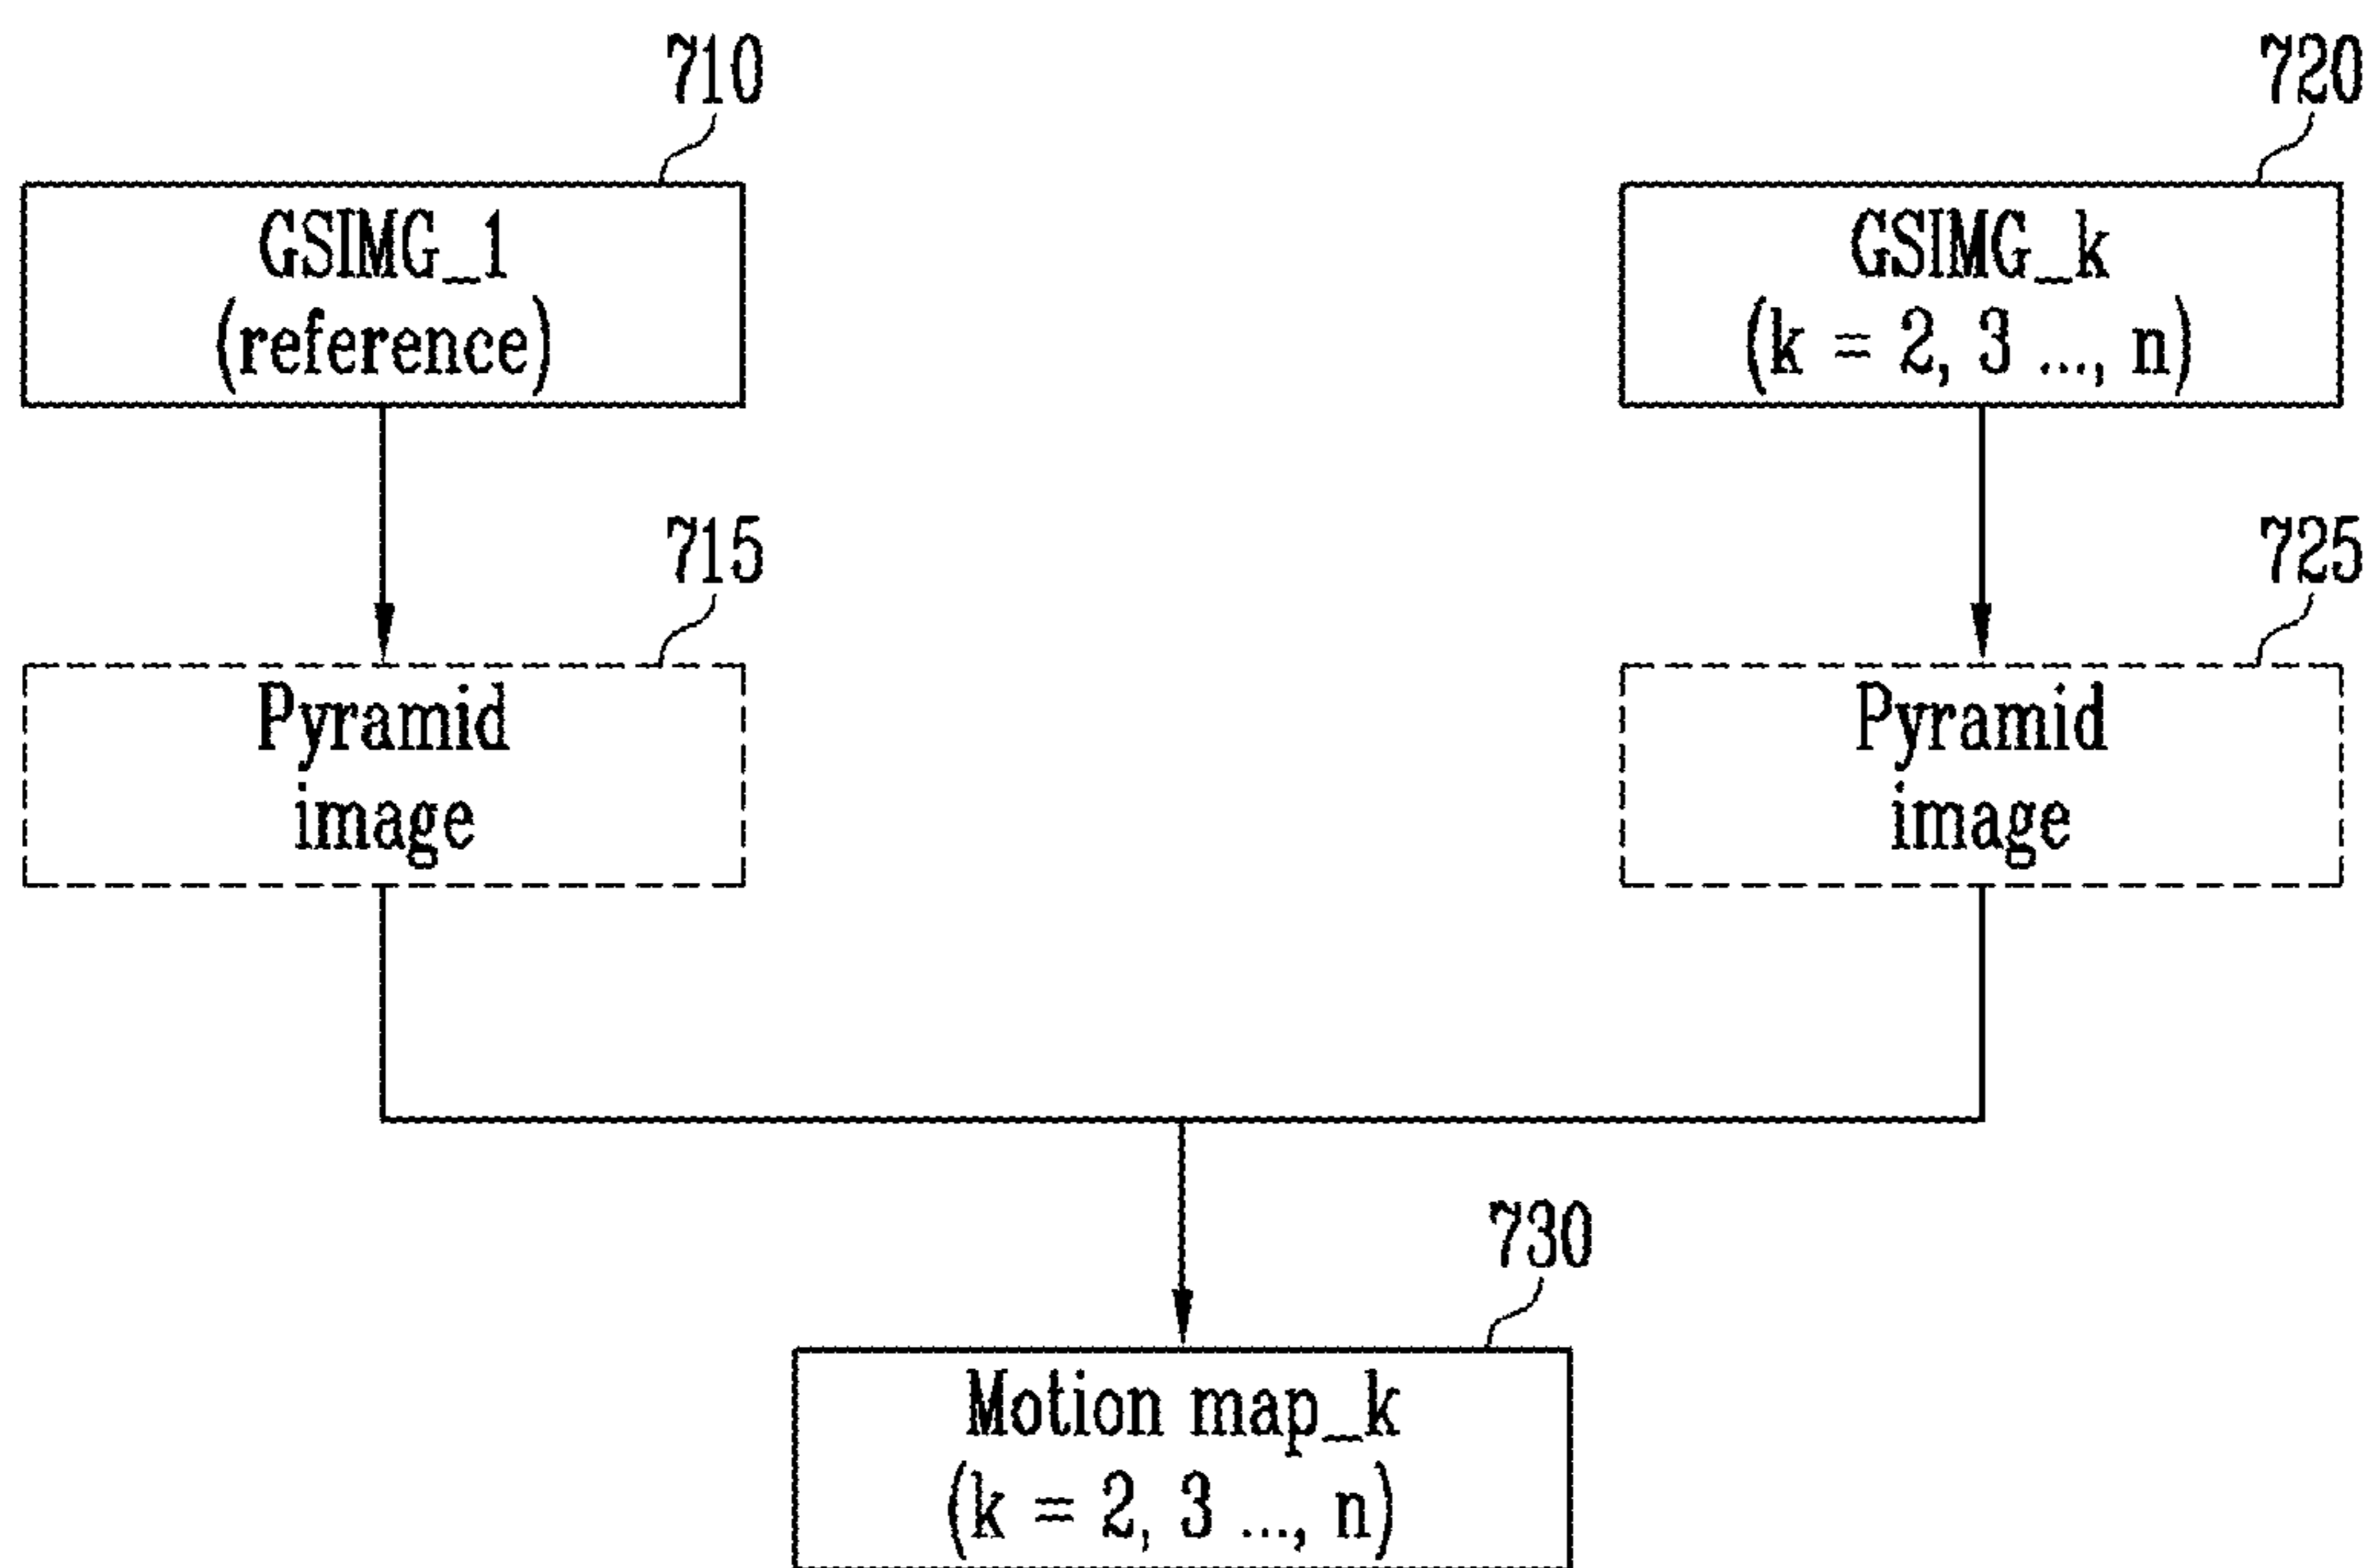 710
720
GSIMG_1
(reference)
GSIMG_k
(k = 2, 3 ..., n)
715
725
Pyramid
image
Pyramid
image
730
Motion map_k
(k = 2, 3 ..., n)